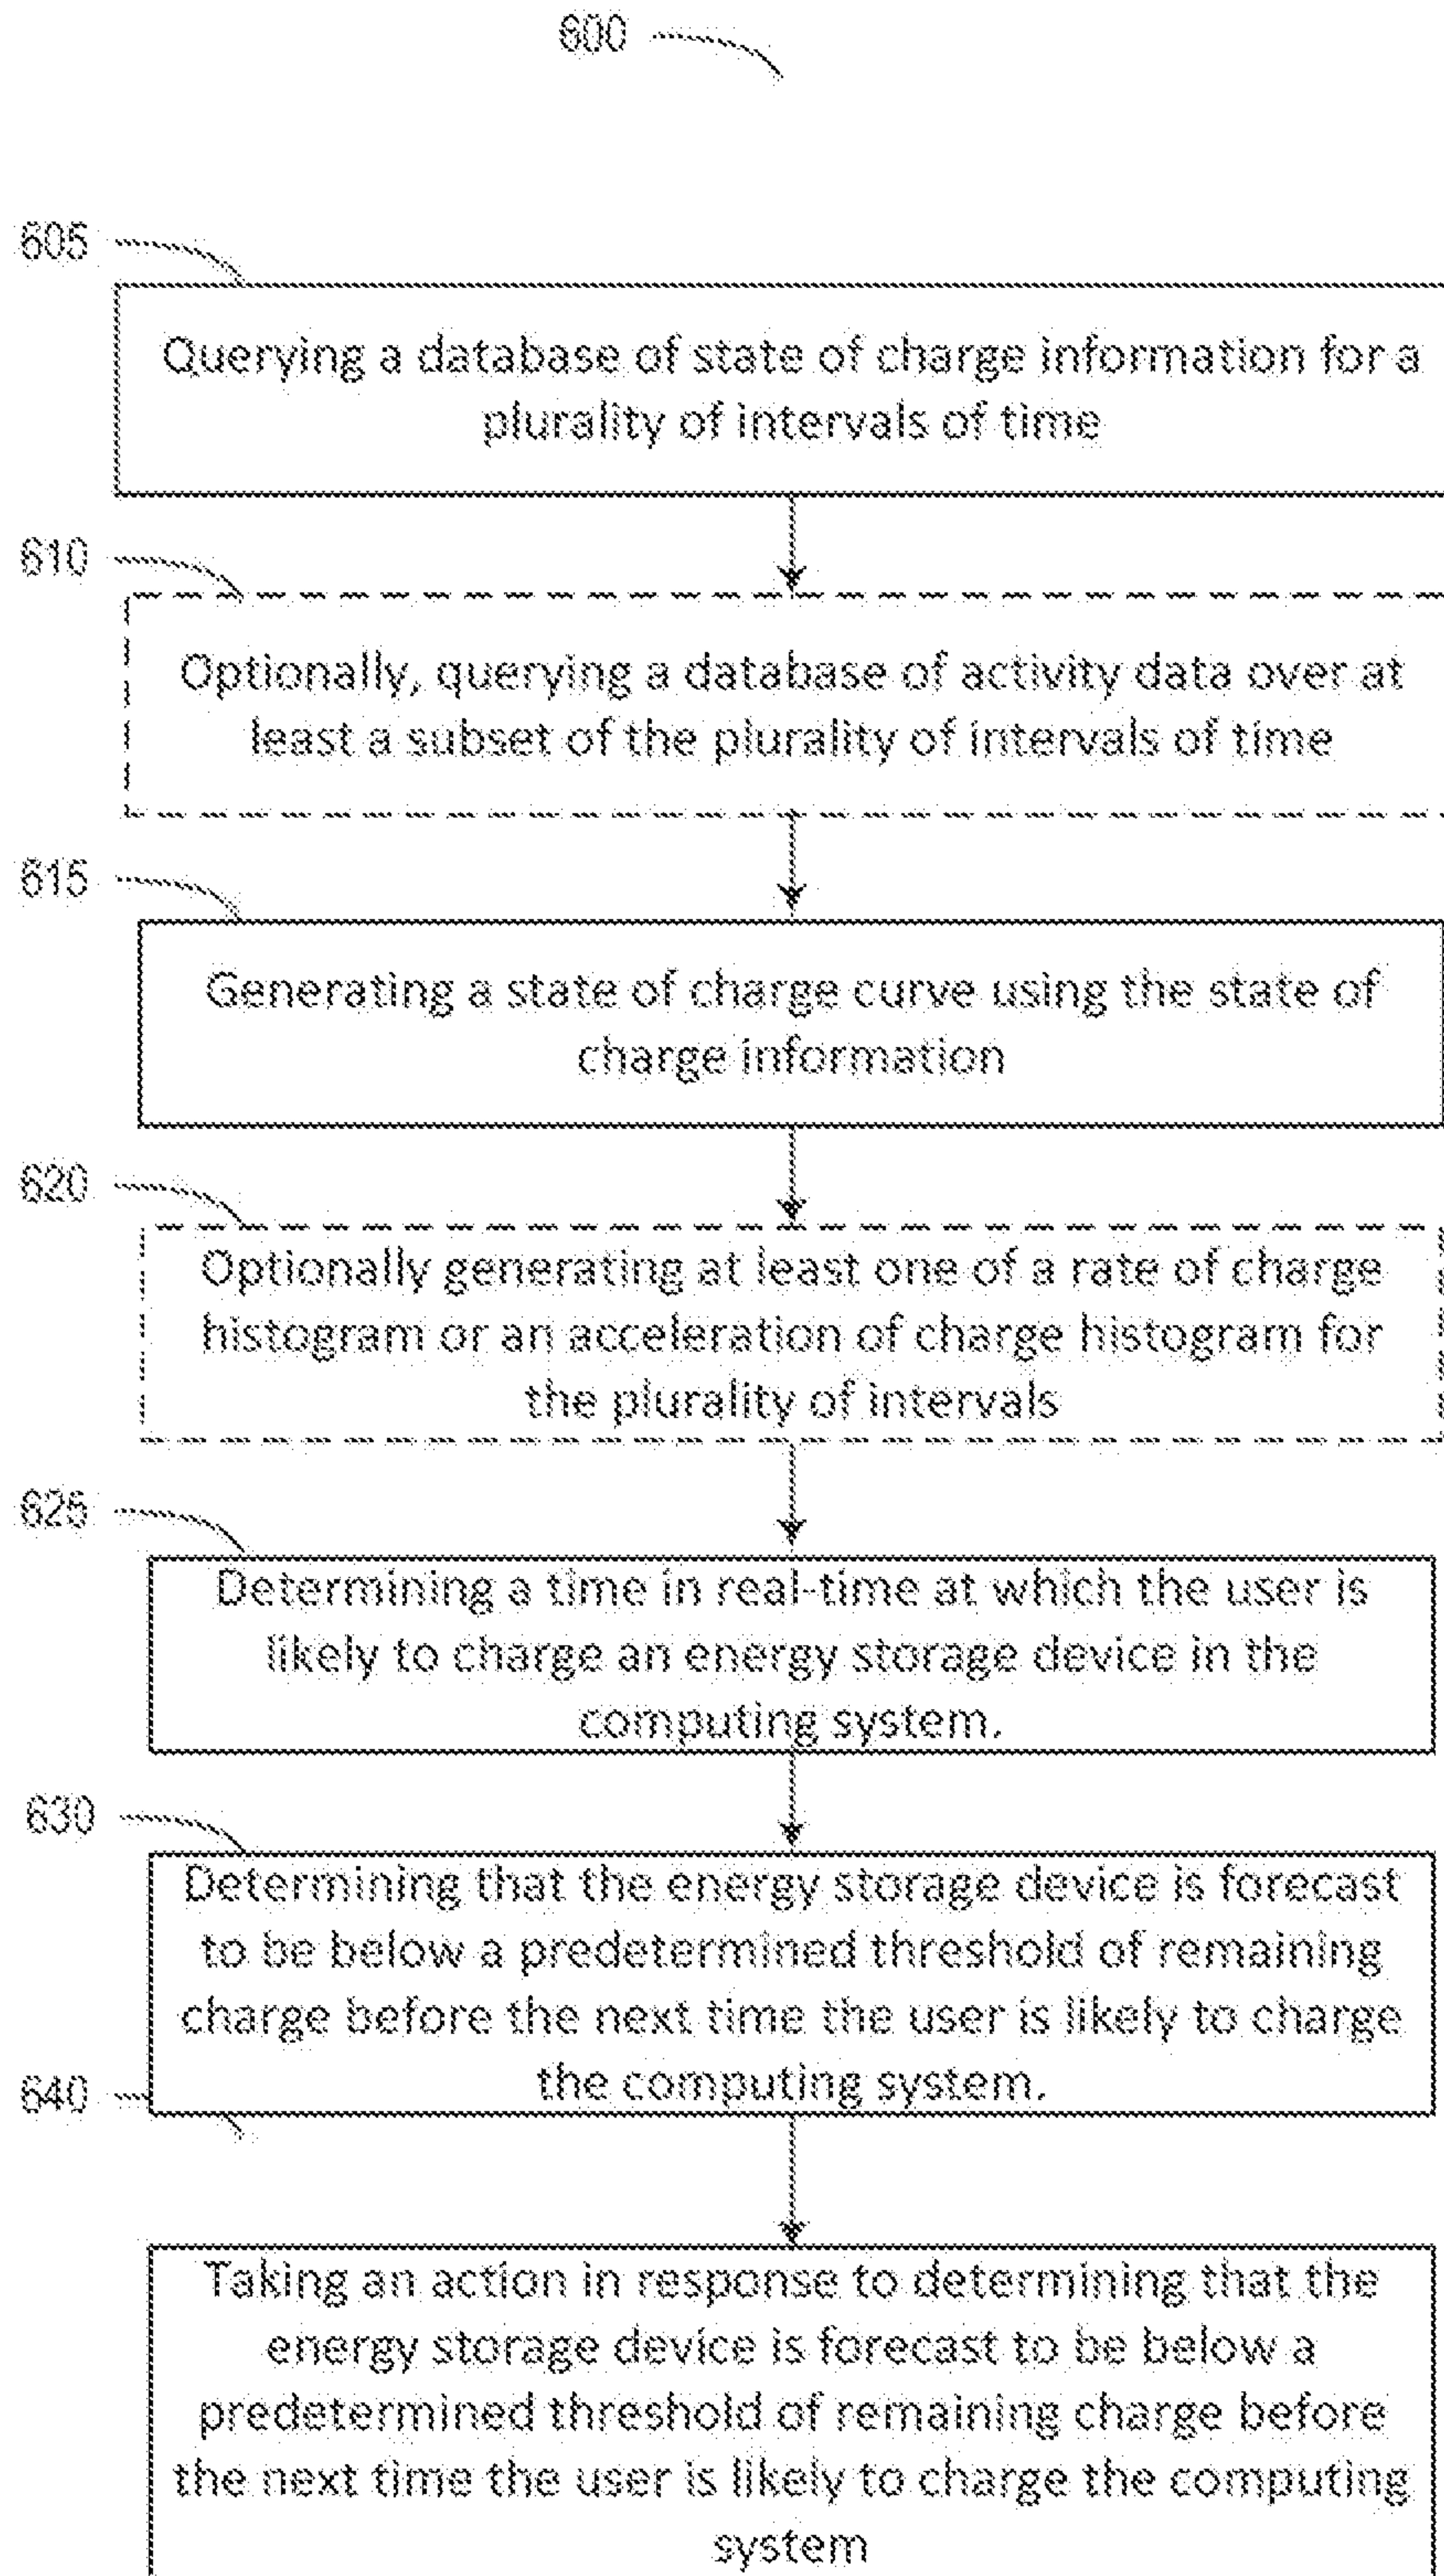 600
605
Querying a database of state of charge information for a
plurality of intervals of time
610
Optionally, querying a database of activity data over at
least a subset of the plurality of intervals of time
615
Generating a state of charge curve using the state of
charge information
620
Optionally generating at least one of a rate of charge
histogram or an acceleration of charge histogram for
the plurality of intervals
625
Determining a time in real-time at which the user is
likely to charge an energy storage device in the
computing system.
630
Determining that the energy storage device is forecast
to be below a predetermined threshold of remaining
charge before the next time the user is likely to charge
the computing system.
640
Taking an action in response to determining that the
energy storage device is forecast to be below a
predetermined threshold of remaining charge before
the next time the user is likely to charge the computing
system